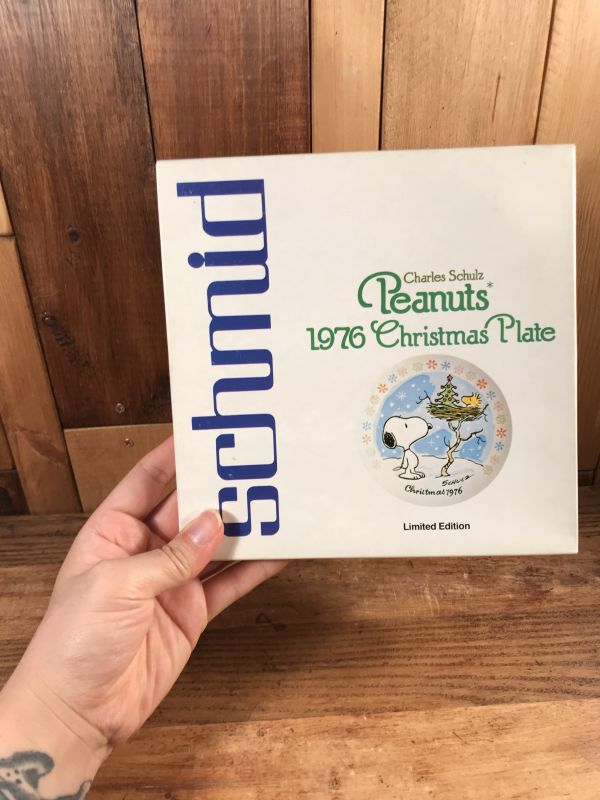 schmid
Charles Schulz
Peanuts*
1976 Christmas Plate
SCHULZ
Christmas 1976
Limited Edition